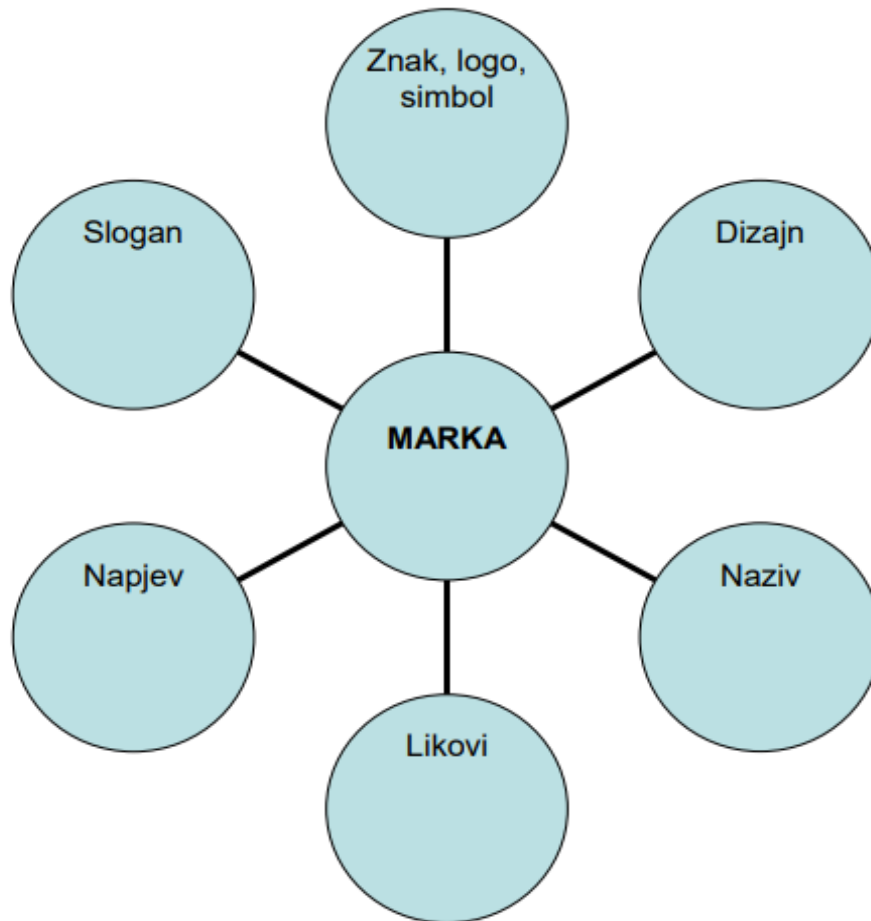 Znak, logo,
simbol
Slogan
Dizajn
MARKA
Napjev
Naziv
Likovi